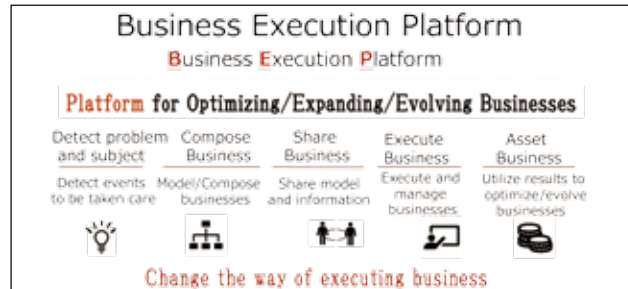 Business Execution Platform
Business Execution Platform
Platform for Optimizing/Expanding/Evolving Businesses
Detect problem
and subject
Detect events
to be taken care
Compose
Business
Model/Compose
businesses
Share
Business
Share model
and information
Execute
Business
Execute and
manage
businesses
Asset
Business
Utilize results to
optimize/evolve
businesses
Change the way of executing business